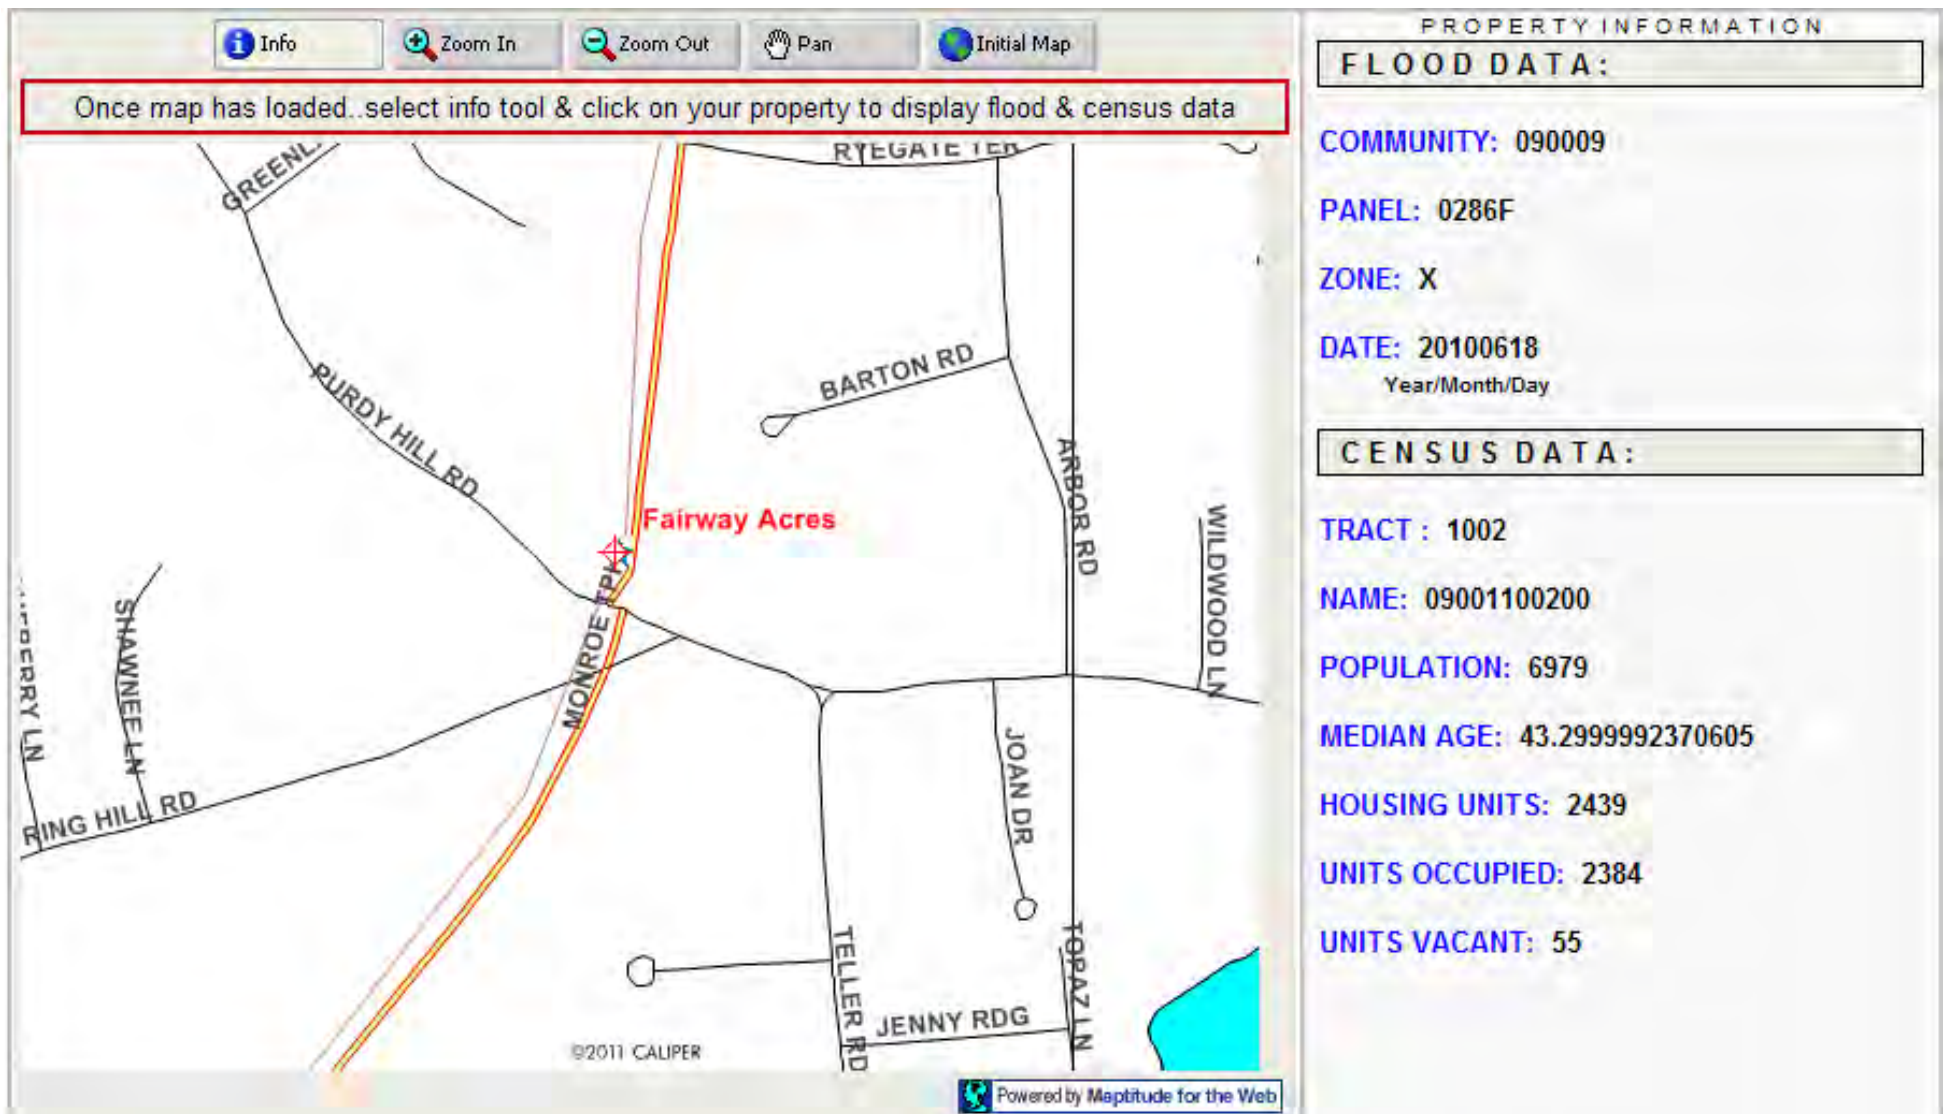 Info
Zoom In
Zoom Out
Pan
Initial Map
Once map has loaded..select info tool & click on your property to display flood & census data
RYEGATE TER
GREENL
PURDY HILL RD
BARTON RD
ARBOR RD
Fairway Acres
WILDWOOD LN
MONROE TPK
SHAWNEE LN
BERRY LN
RING HILL RD
JOAN DR
TELLER RD
TOPAZ LN
JENNY RDG
©2011 CALIPER
Powered by Maptitude for the Web
PROPERTY INFORMATION
FLOOD DATA:
COMMUNITY: 090009
PANEL: 0286F
ZONE: X
DATE: 20100618
Year/Month/Day
CENSUS DATA:
TRACT : 1002
NAME: 09001100200
POPULATION: 6979
MEDIAN AGE: 43.2999992370605
HOUSING UNITS: 2439
UNITS OCCUPIED: 2384
UNITS VACANT: 55